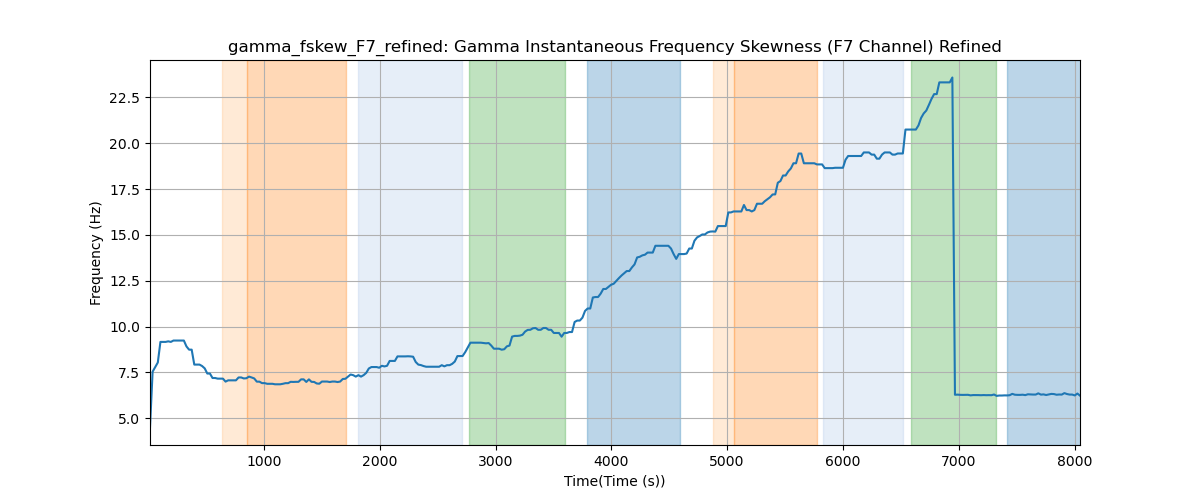 gamma_fskew_F7_refined: Gamma Instantaneous Frequency Skewness (F7 Channel) Refined
Frequency (Hz)
22.5
20.0
17.5
15.0
12.5
10.0
7.5
5.0
1000 2000 3000 4000 5000 6000 7000 8000
Time(Time (s))